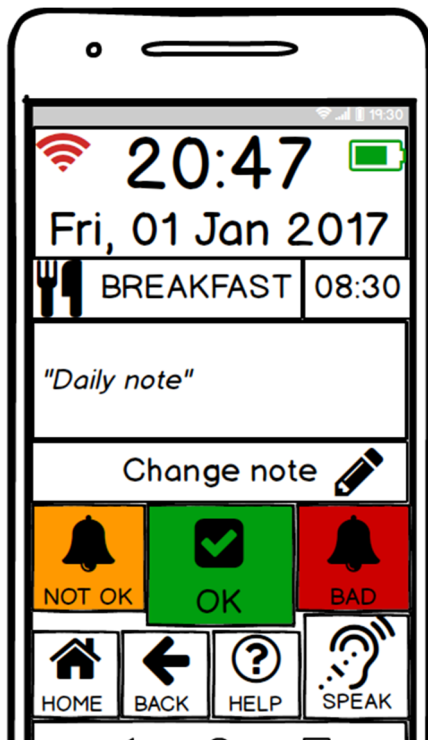 19:30
20:47
Fri, 01 Jan 2017
BREAKFAST 08:30
"Daily note"
Change note
NOT OK OK BAD
HOME BACK HELP SPEAK